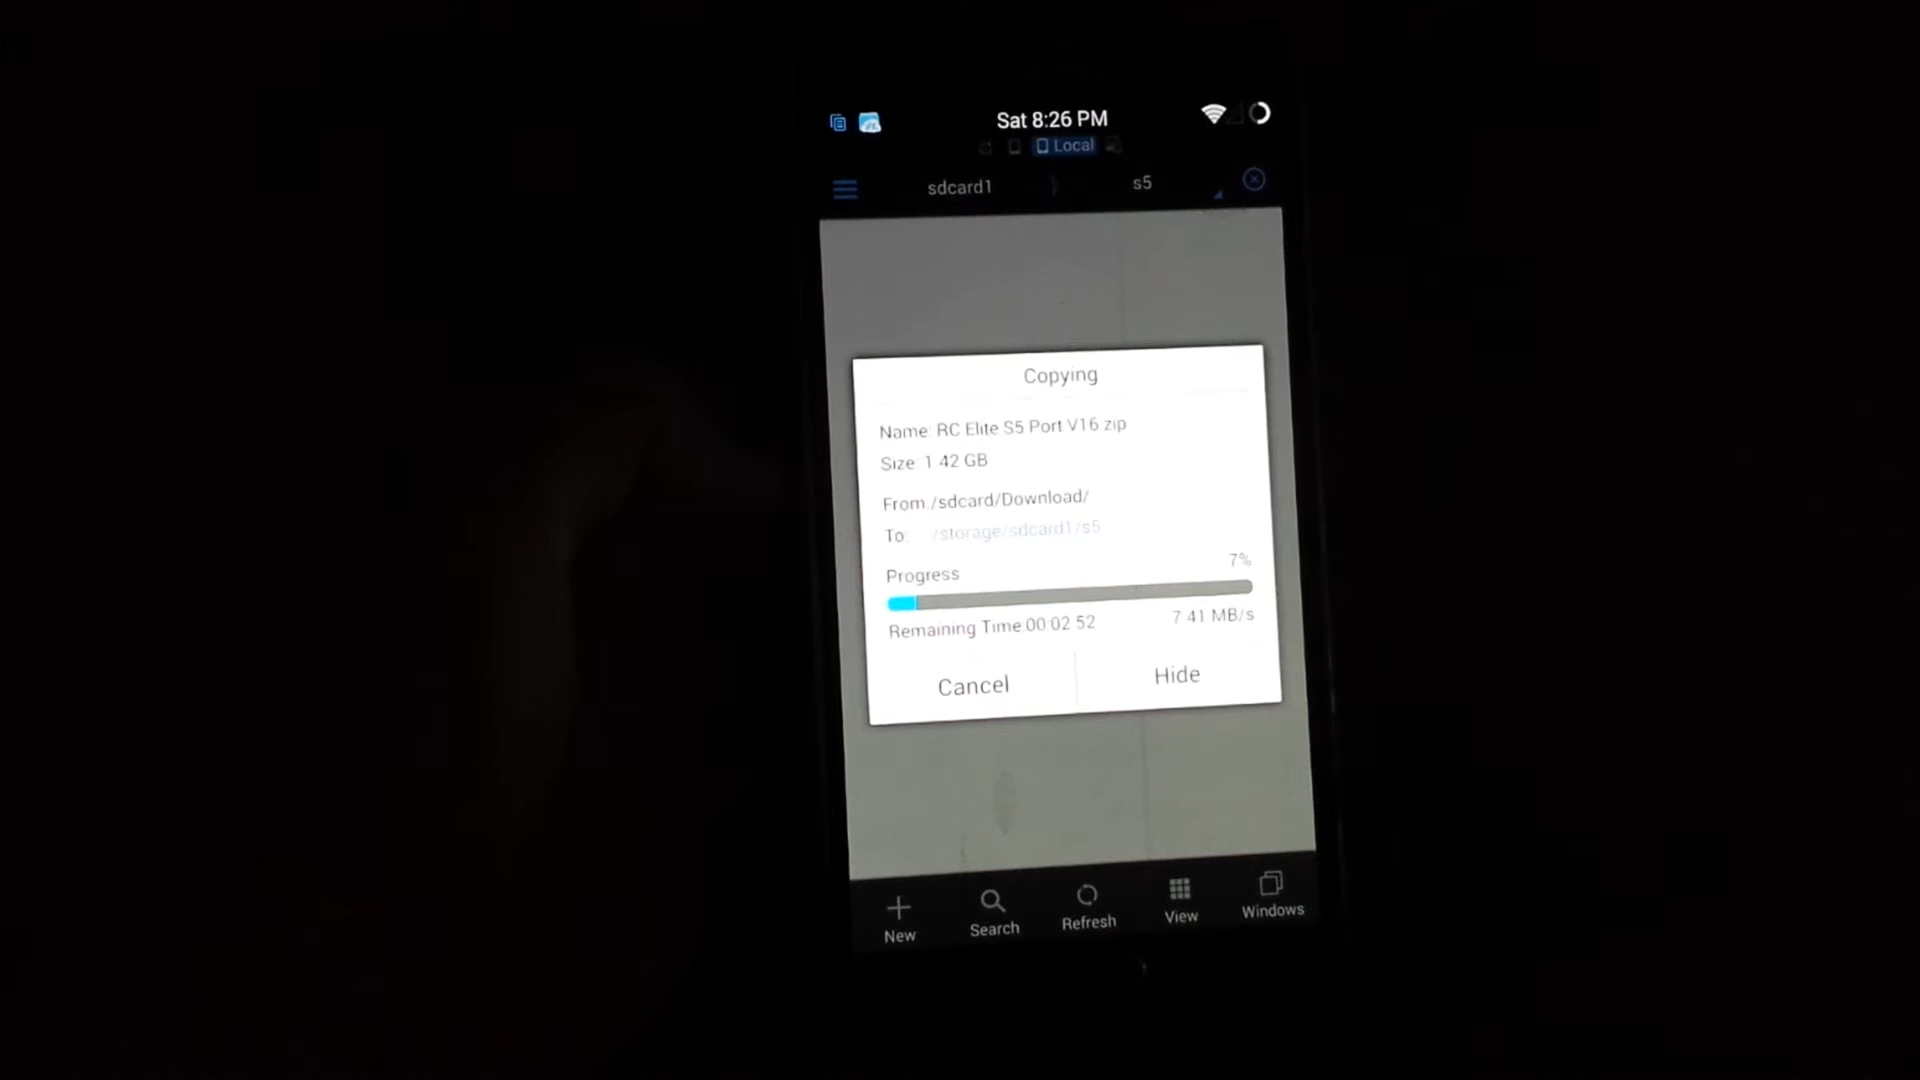 Sat 8:26 PM
Local
sdcard1 s5
Copying
Name: RC Elite S5 Port V16.zip
Size: 1.42 GB
From:/sdcard/Download/
To: /storage/sdcard1/s5
Progress 7%
Remaining Time:00:02:52 7.41 MB/s
Cancel Hide
New Search Refresh View Windows